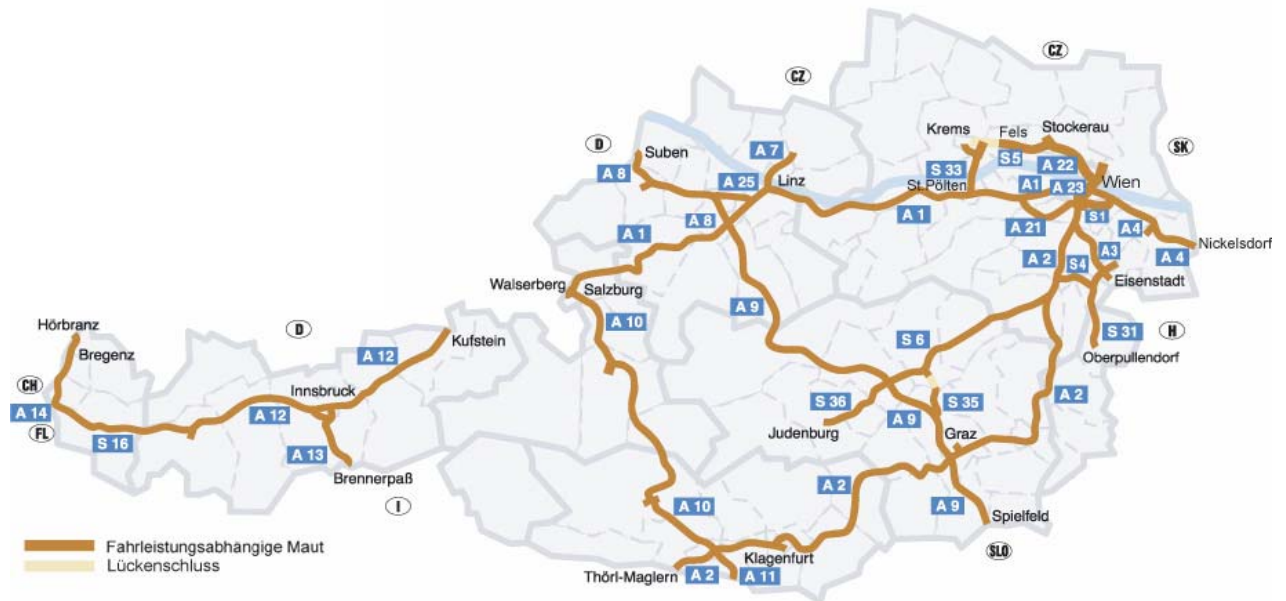 CZ
CZ
Krems
Fels
Stockerau
D
Suben
A 7
SK
S 33
S 5
A 22
A 8
A 25
Linz
St.Pölten
A1
A 23
Wien
A 8
A 1
A 21
S1
A4
A 1
Nickelsdorf
A 2
S4
A3
A 4
Walserberg
Salzburg
Eisenstadt
A 10
A 9
Hörbranz
D
S 6
S 31
H
Bregenz
A 12
Kufstein
Oberpullendorf
CH
Innsbruck
A 14
A 12
S 36
S 35
A 2
FL
S 16
A 9
Judenburg
Graz
A 13
Brennerpaß
A 2
I
A 10
A 9
Spielfeld
Fahrleistungsabhängige Maut
SLO
Lückenschluss
Klagenfurt
Thörl-Maglern
A 2
A 11